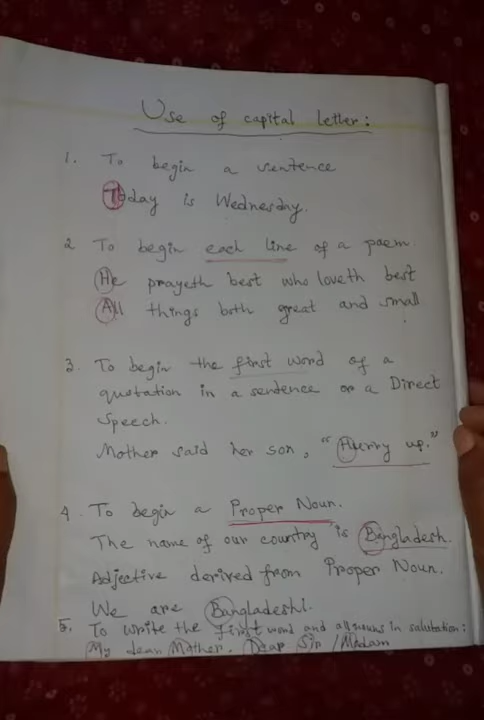 Use of capital letter:
1. To begin a sentence
Today is Wednesday.
2 To begin each line of a poem.
He prayeth best who loveth best
All things both great and small
3. To begin the first word of a
quotation in a sentence or a Direct
Speech.
Mother said her son, "Hurry up."
4. To begin a Proper Noun.
The name of our country is Bangladesh.
Adjective derived from Proper Noun.
We are Bangladeshi.
5. To write the first word and all nouns in salutation:
My dear Mother, Dear Sir / Madam